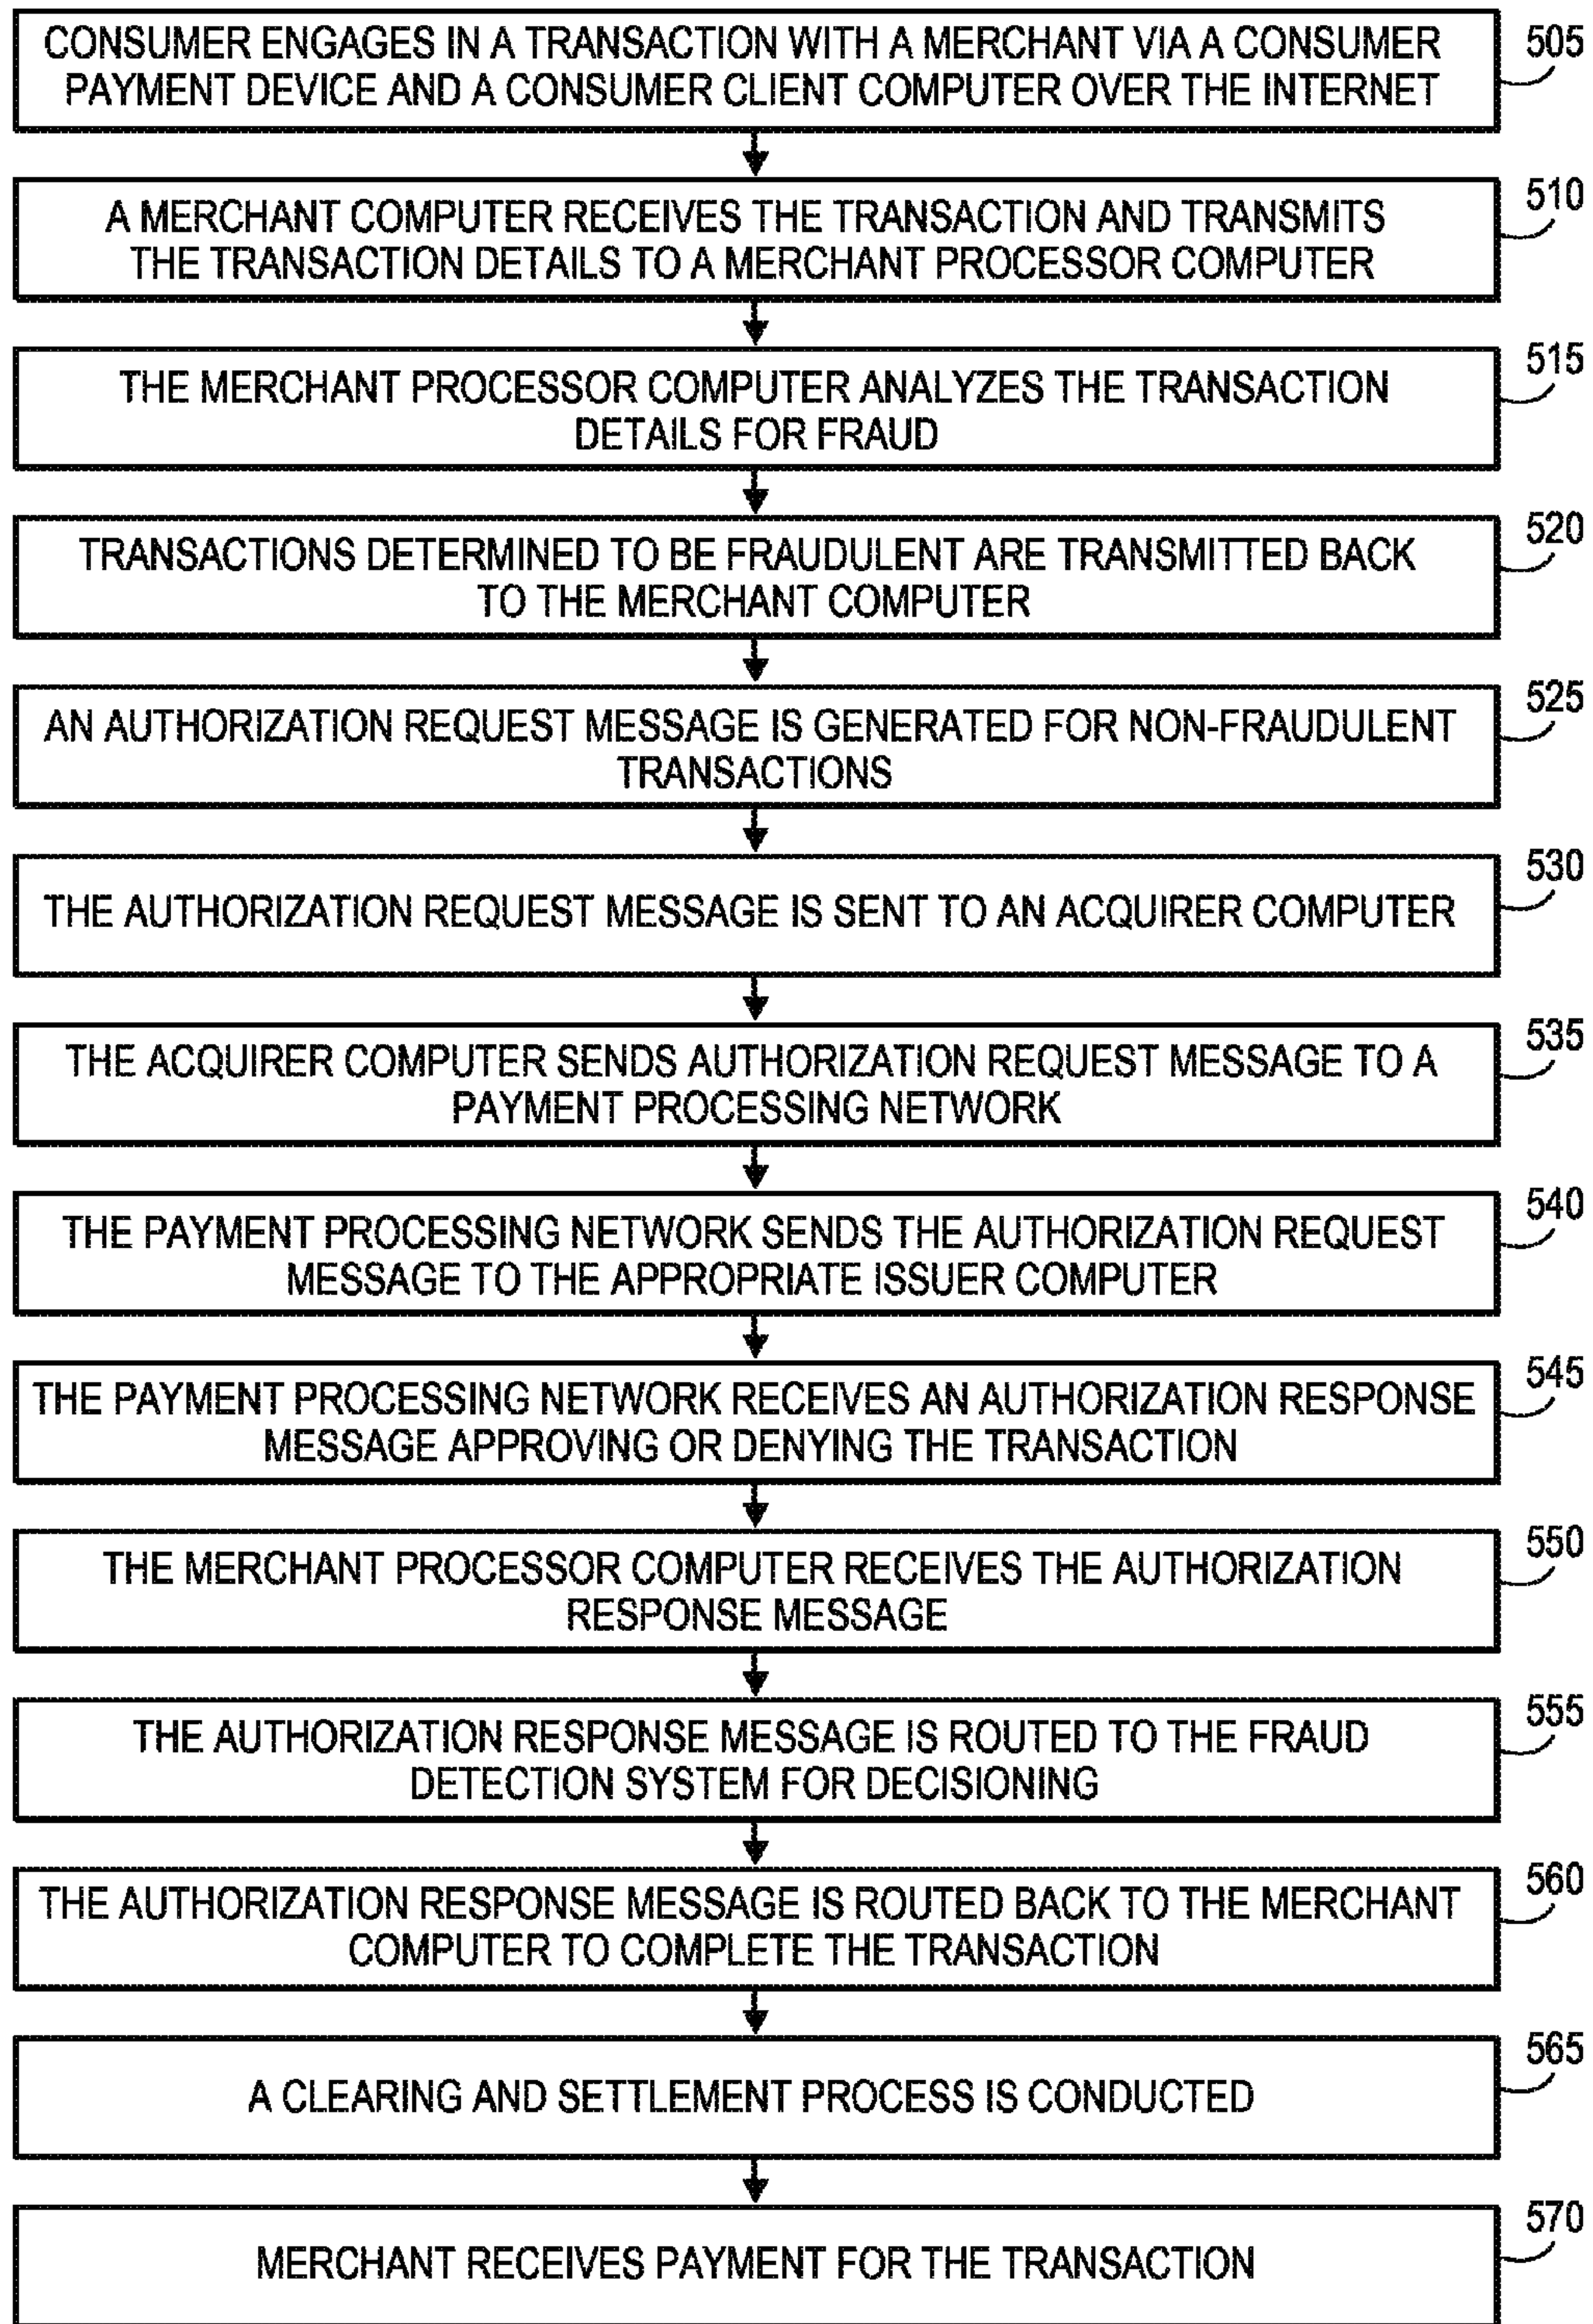 CONSUMER ENGAGES IN A TRANSACTION WITH A MERCHANT VIA A CONSUMER
PAYMENT DEVICE AND A CONSUMER CLIENT COMPUTER OVER THE INTERNET
505
A MERCHANT COMPUTER RECEIVES THE TRANSACTION AND TRANSMITS
THE TRANSACTION DETAILS TO A MERCHANT PROCESSOR COMPUTER
510
THE MERCHANT PROCESSOR COMPUTER ANALYZES THE TRANSACTION
DETAILS FOR FRAUD
515
TRANSACTIONS DETERMINED TO BE FRAUDULENT ARE TRANSMITTED BACK
TO THE MERCHANT COMPUTER
520
AN AUTHORIZATION REQUEST MESSAGE IS GENERATED FOR NON-FRAUDULENT
TRANSACTIONS
525
THE AUTHORIZATION REQUEST MESSAGE IS SENT TO AN ACQUIRER COMPUTER
530
THE ACQUIRER COMPUTER SENDS AUTHORIZATION REQUEST MESSAGE TO A
PAYMENT PROCESSING NETWORK
535
THE PAYMENT PROCESSING NETWORK SENDS THE AUTHORIZATION REQUEST
MESSAGE TO THE APPROPRIATE ISSUER COMPUTER
540
THE PAYMENT PROCESSING NETWORK RECEIVES AN AUTHORIZATION RESPONSE
MESSAGE APPROVING OR DENYING THE TRANSACTION
545
THE MERCHANT PROCESSOR COMPUTER RECEIVES THE AUTHORIZATION
RESPONSE MESSAGE
550
THE AUTHORIZATION RESPONSE MESSAGE IS ROUTED TO THE FRAUD
DETECTION SYSTEM FOR DECISIONING
555
THE AUTHORIZATION RESPONSE MESSAGE IS ROUTED BACK TO THE MERCHANT
COMPUTER TO COMPLETE THE TRANSACTION
560
A CLEARING AND SETTLEMENT PROCESS IS CONDUCTED
565
MERCHANT RECEIVES PAYMENT FOR THE TRANSACTION
570